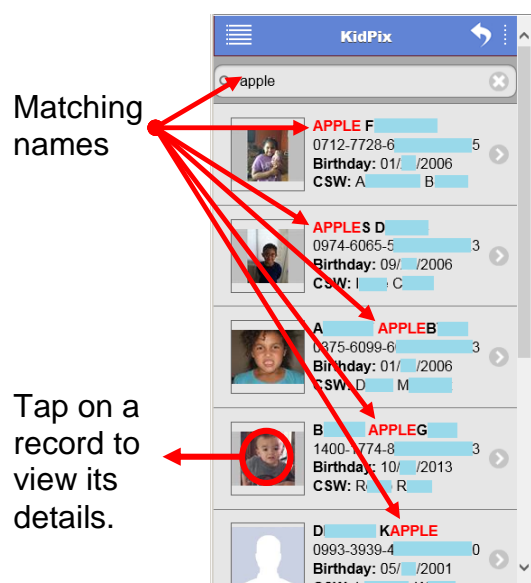 KidPix
apple
Matching
names
APPLE F
0712-7728-6 5
Birthday: 01/ /2006
CSW: A B
APPLES D
0974-6065-5 3
Birthday: 09/ /2006
CSW: C
A APPLEB
0375-6099-6 3
Birthday: 01/ /2006
CSW: D M
Tap on a
record to
view its
details.
B APPLEG
1400-1774-8 3
Birthday: 10/ /2013
CSW: R R
D KAPPLE
0993-3939-4 0
Birthday: 05/ /2001